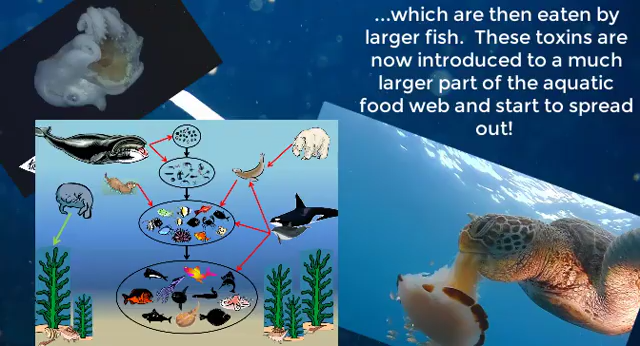 ...which are then eaten by
larger fish.  These toxins are
now introduced to a much
larger part of the aquatic
food web and start to spread
out!